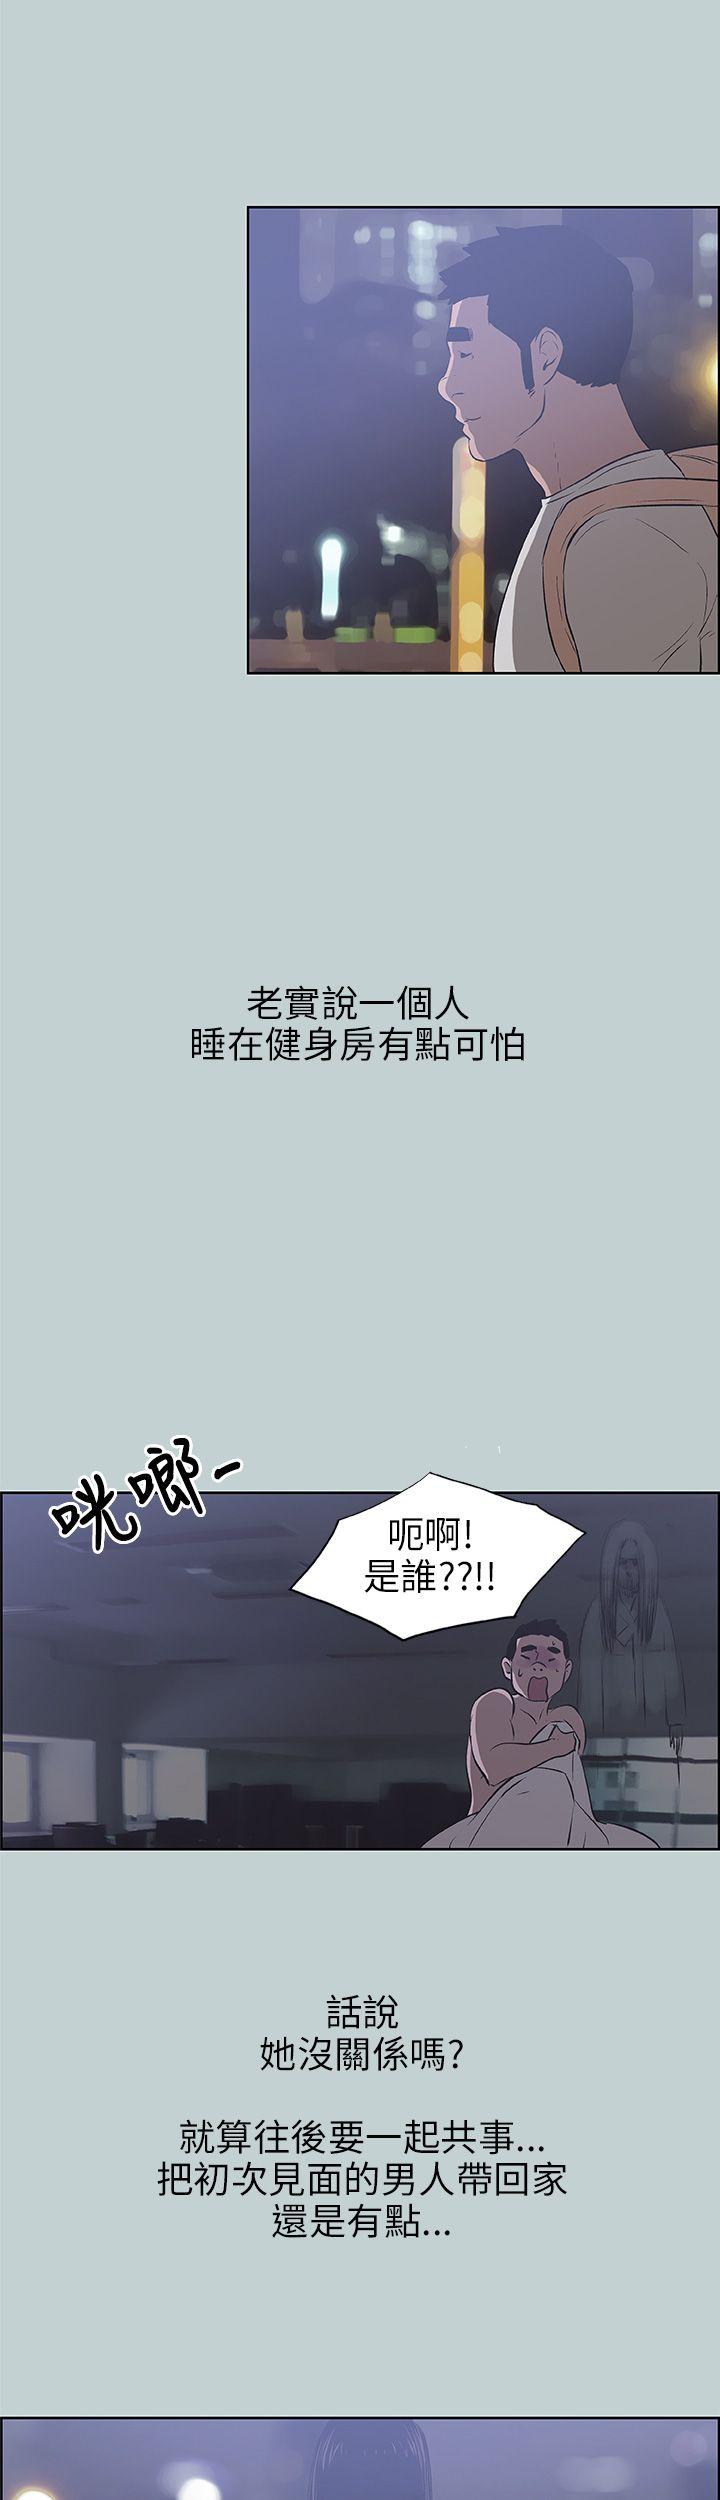 老實說一個人
睡在健身房有點可怕
咣啷-
呃啊!
是誰??!!
話說
她沒關係嗎?
就算往後要一起共事...
把初次見面的男人帶回家
還是有點...